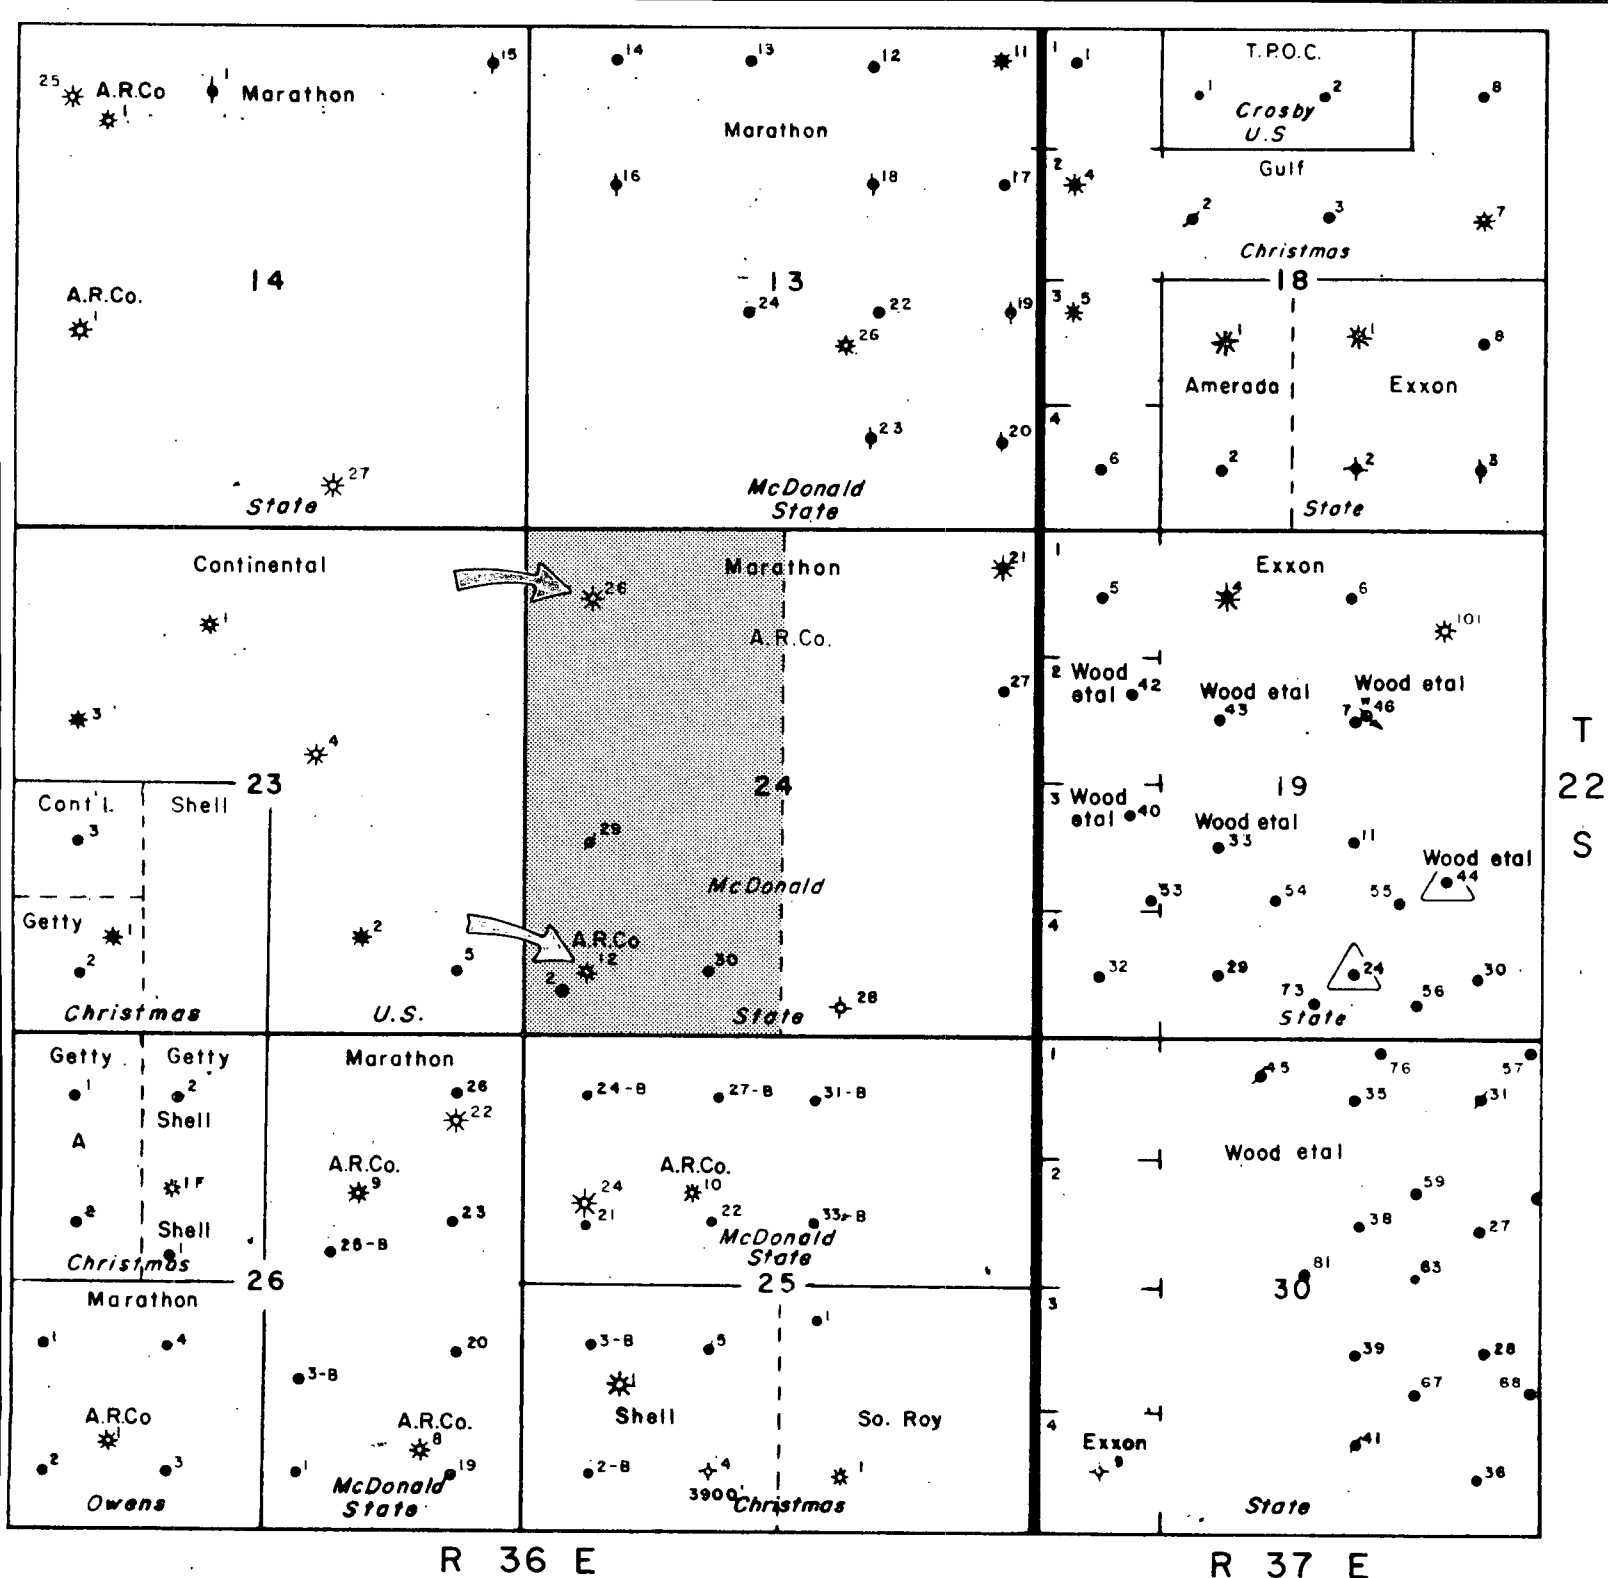 15
14
13
12
11
1
1
T.P.O.C.
25
A.R.Co
1
Marathon
1
1
2
8
Crosby
U.S
Marathon
2
4
Gulf
16
18
17
2
3
7
Christmas
14
13
18
A.R.Co.
1
24
22
19
3
5
26
1
1
8
Amerada
Exxon
4
23
20
6
2
2
3
27
State
McDonald
State
State
Continental
Marathon
21
1
Exxon
26
5
4
6
1
A.R.Co.
101
27
2
Wood
etal
42
Wood etal
43
Wood etal
W
7
46
3
4
T
22
S
23
24
19
Cont'l.
Shell
3
29
3
Wood
etal
40
Wood etal
33
11
Wood etal
44
McDonald
53
54
55
Getty
1
2
2
5
A.R.Co
12
2
30
28
4
32
29
24
30
73
56
Christmas
U.S.
State
State
Getty
Getty
Marathon
1
45
76
57
1
2
26
24-B
27-B
31-B
35
31
Shell
22
A
Wood etal
A.R.Co.
9
A.R.Co.
10
2
1F
24
59
2
Shell
23
21
22
33-B
38
27
1
28-B
McDonald
State
Christmas
81
63
26
25
30
Marathon
3
1
4
20
3-B
5
1
39
28
3-B
1
67
68
A.R.Co
1
A.R.Co.
8
Shell
So. Roy
4
Exxon
9
41
2
3
1
19
2-B
4
3900'
1
36
Owens
McDonald
State
Christmas
State
R 36 E
R 37 E